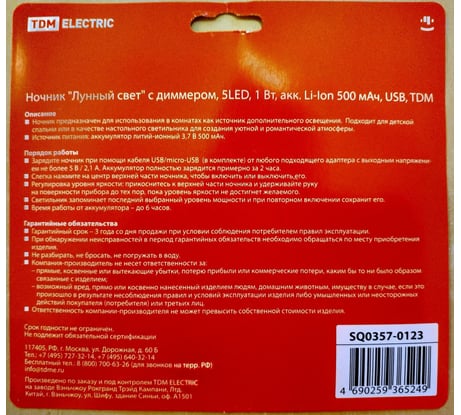 TDM ELECTRIC
Ночник "Лунный свет" с диммером, 5LED, 1 Вт, акк. Li-Ion 500 мАч, USB, TDM
Описание
Ночник предназначен для использования в комнатах как источник дополнительного освещения. Подходит для детской
спальни или в качестве настольного светильника для создания уютной и романтической атмосферы.
Источник питания: аккумулятор литий-ионный 3,7 В 500 мАч.
Порядок работы
Зарядите ночник при помощи кабеля USB/micro-USB (в комплекте) от любого подходящего адаптера с выходным напряжени-
ем не более 5 В / 2,1 А. Аккумулятор полностью зарядится примерно за 2 часа.
Слегка нажмите на центр верхней части ночника, чтобы включить или выключить его.
Регулировка уровня яркости: прикоснитесь к верхней части ночника и удерживайте руку
на поверхности прибора до тех пор, пока уровень яркости не достигнет желаемого.
Светильник запоминает последний выбранный уровень мощности и при повторном включении сохранит его.
Время работы от аккумулятора – до 6 часов.
Гарантийные обязательства
Гарантийный срок – 3 года со дня продажи при условии соблюдения потребителем правил эксплуатации.
При обнаружении неисправностей в период гарантийных обязательств необходимо обращаться по месту приобретения
изделия.
Не разбирать, не бросать, не погружать в воду.
Компания-производитель не несет ответственности за:
– прямые, косвенные или вытекающие убытки, потерю прибыли или коммерческие потери, каким бы то ни было образом
связанные с изделием;
– возможный вред, прямо или косвенно нанесенный изделием людям, домашним животным, имуществу в случае, если это
произошло в результате несоблюдения правил и условий эксплуатации изделия либо умышленных или неосторожных
действий покупателя (потребителя) или третьих лиц.
Ответственность компании-производителя не может превысить собственной стоимости изделия.
Срок годности не ограничен.
Не подлежит обязательной сертификации
117405, РФ, г. Москва, ул. Дорожная, д. 60 Б
Тел.: +7 (495) 727-32-14, +7 (495) 640-32-14
Бесплатный тел.: 8 (800) 700-63-26 (для звонков на терр. РФ)
info@tdme.ru
Произведено по заказу и под контролем TDM ELECTRIC
на заводе Вэньчжоу Рокгранд Трэйд Кампани, Лтд.
Китай, г. Вэньчжоу, ул. Шифу, здание Синьи, оф. А1501
SQ0357-0123
4 690259 365249